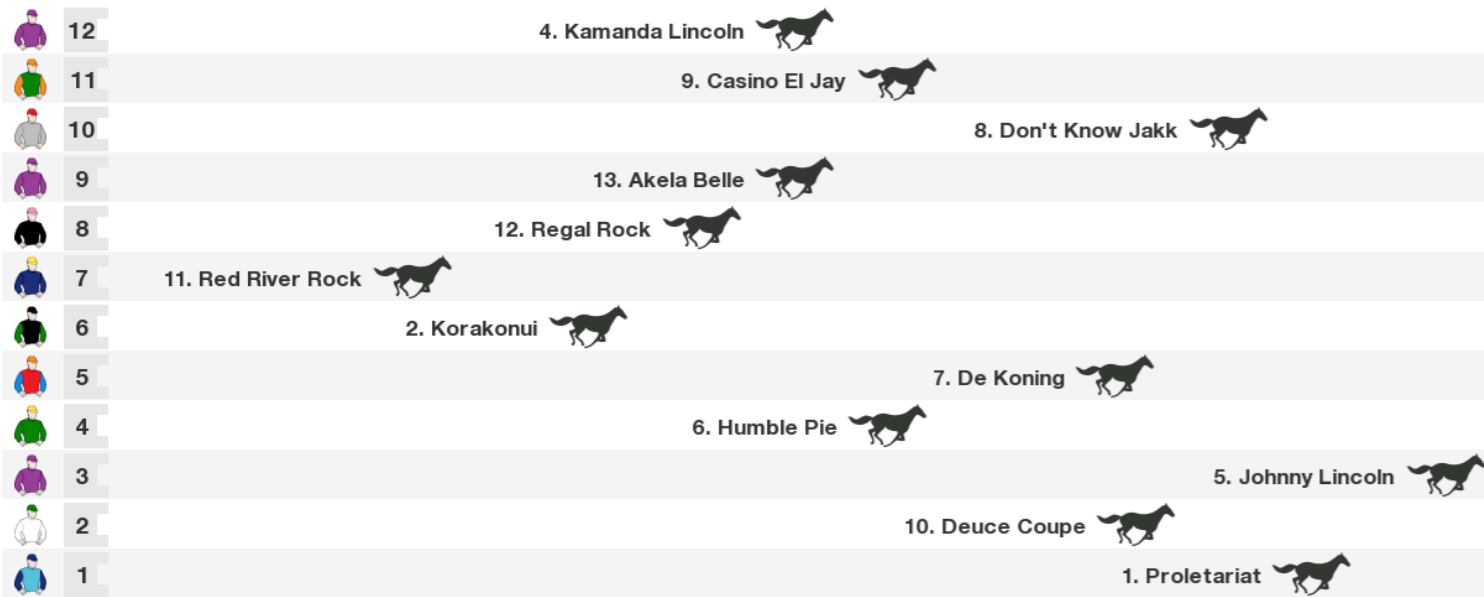 12 4. Kamanda Lincoln
11 9. Casino El Jay
10 8. Don't Know Jakk
9 13. Akela Belle
8 12. Regal Rock
7 11. Red River Rock
6 2. Korakonui
5 7. De Koning
4 6. Humble Pie
3 5. Johnny Lincoln
2 10. Deuce Coupe
1 1. Proletariat